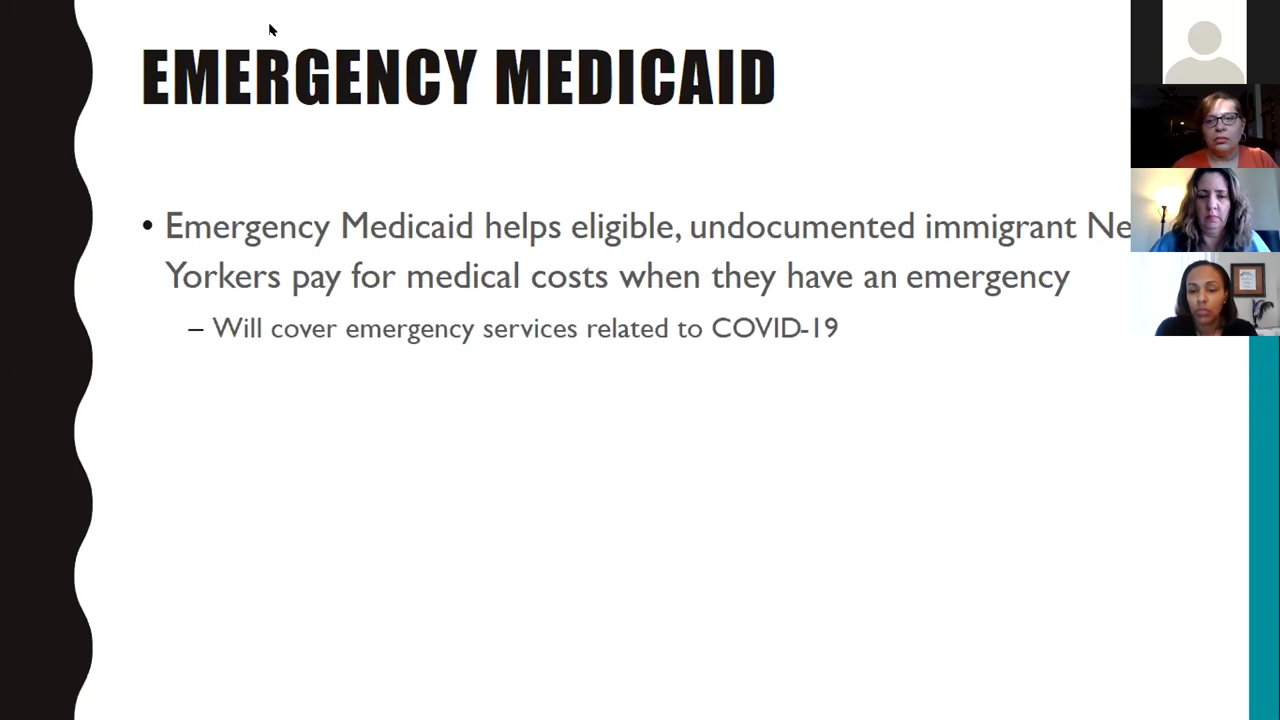 EMERGENCY MEDICAID
• Emergency Medicaid helps eligible, undocumented immigrant Ne
Yorkers pay for medical costs when they have an emergency
– Will cover emergency services related to COVID-19